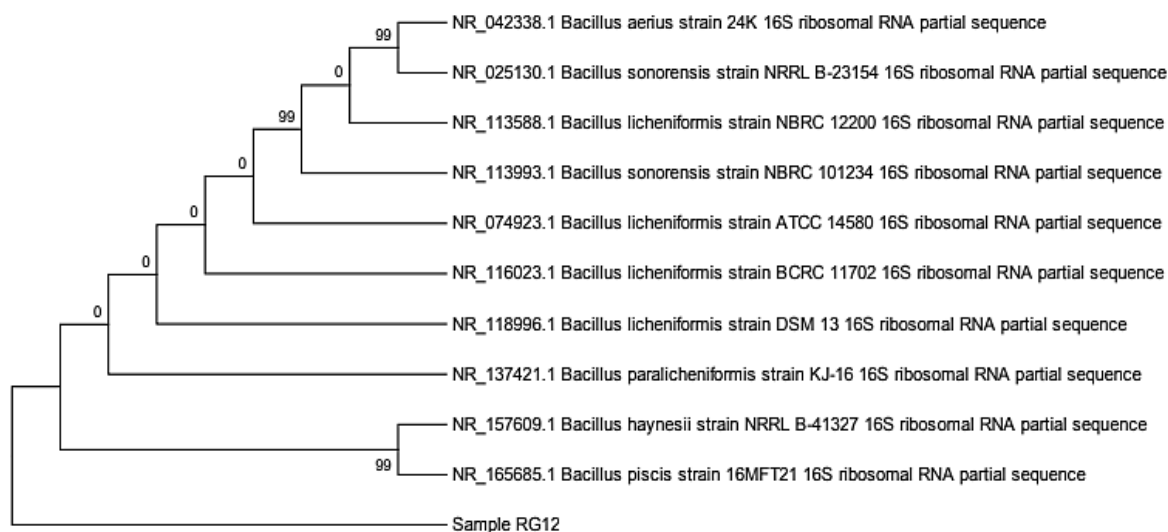 NR_042338.1 Bacillus aerius strain 24K 16S ribosomal RNA partial sequence
99
NR_025130.1 Bacillus sonorensis strain NRRL B-23154 16S ribosomal RNA partial sequence
0
NR_113588.1 Bacillus licheniformis strain NBRC 12200 16S ribosomal RNA partial sequence
99
NR_113993.1 Bacillus sonorensis strain NBRC 101234 16S ribosomal RNA partial sequence
0
NR_074923.1 Bacillus licheniformis strain ATCC 14580 16S ribosomal RNA partial sequence
0
NR_116023.1 Bacillus licheniformis strain BCRC 11702 16S ribosomal RNA partial sequence
0
NR_118996.1 Bacillus licheniformis strain DSM 13 16S ribosomal RNA partial sequence
0
NR_137421.1 Bacillus paralicheniformis strain KJ-16 16S ribosomal RNA partial sequence
NR_157609.1 Bacillus haynesii strain NRRL B-41327 16S ribosomal RNA partial sequence
99
NR_165685.1 Bacillus piscis strain 16MFT21 16S ribosomal RNA partial sequence
Sample RG12